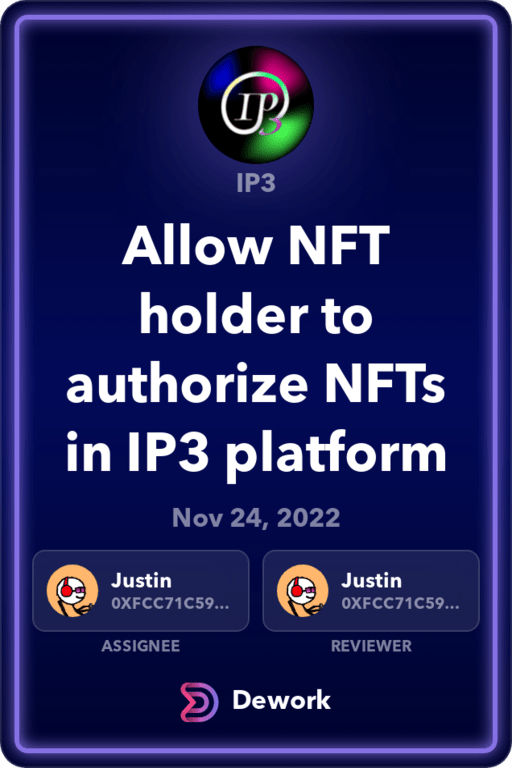 IP3
IP3
Allow NFT
holder to
authorize NFTs
in IP3 platform
Nov 24, 2022
Justin
0XFCC71C59...
ASSIGNEE
Justin
0XFCC71C59...
REVIEWER
Dework